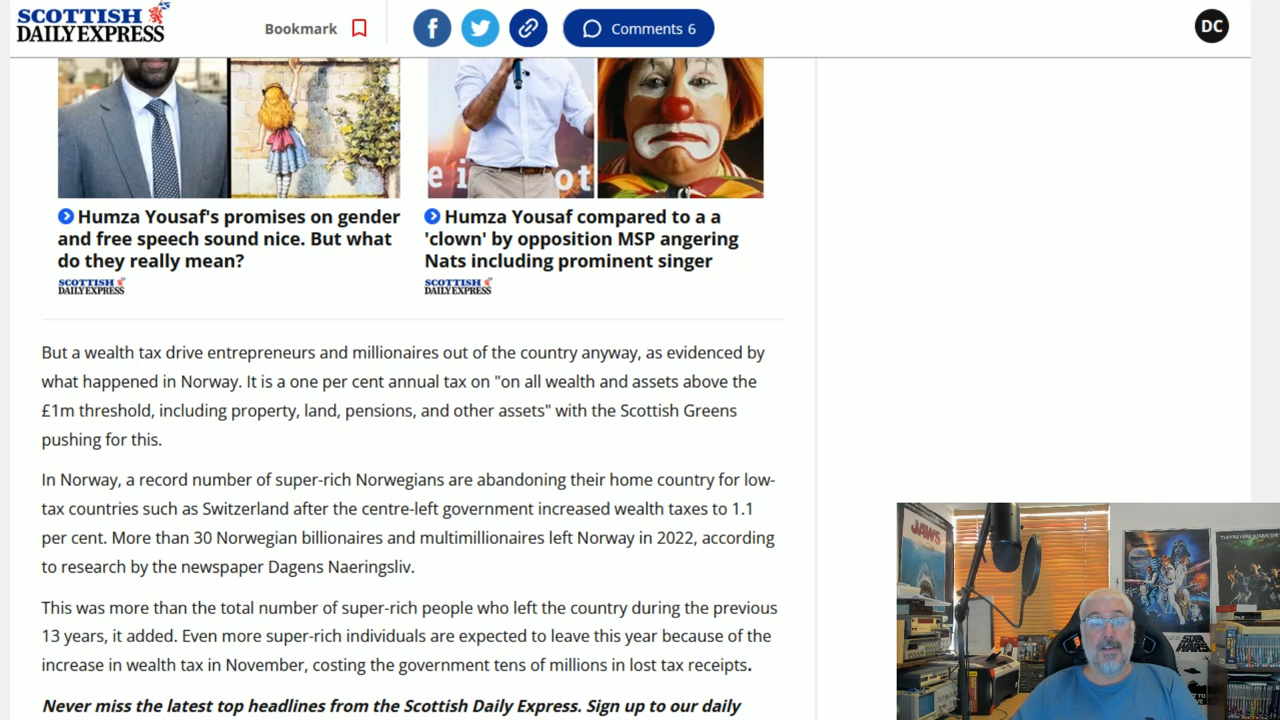 SCOTTISH
DAILY EXPRESS
Bookmark
Comments 6
DC
e i
ot
Humza Yousaf's promises on gender
and free speech sound nice. But what
do they really mean?
SCOTTISH
DAILY EXPRESS
Humza Yousaf compared to a a
'clown' by opposition MSP angering
Nats including prominent singer
SCOTTISH
DAILY EXPRESS
But a wealth tax drive entrepreneurs and millionaires out of the country anyway, as evidenced by
what happened in Norway. It is a one per cent annual tax on "on all wealth and assets above the
£1m threshold, including property, land, pensions, and other assets" with the Scottish Greens
pushing for this.
In Norway, a record number of super-rich Norwegians are abandoning their home country for low-
tax countries such as Switzerland after the centre-left government increased wealth taxes to 1.1
per cent. More than 30 Norwegian billionaires and multimillionaires left Norway in 2022, according
to research by the newspaper Dagens Naeringsliv.
This was more than the total number of super-rich people who left the country during the previous
13 years, it added. Even more super-rich individuals are expected to leave this year because of the
increase in wealth tax in November, costing the government tens of millions in lost tax receipts.
Never miss the latest top headlines from the Scottish Daily Express. Sign up to our daily
JAWS
STAR
WARS